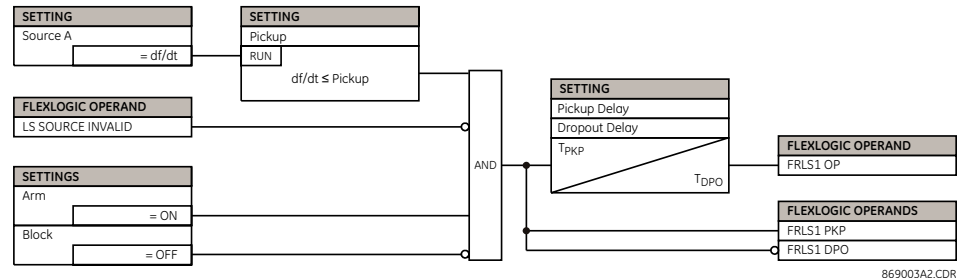 SETTING
Source A
= df/dt
SETTING
Pickup
RUN
df/dt ≤ Pickup
FLEXLOGIC OPERAND
LS SOURCE INVALID
SETTINGS
Arm
= ON
Block
= OFF
AND
SETTING
Pickup Delay
Dropout Delay
TPKP
TDPO
FLEXLOGIC OPERAND
FRLS1 OP
FLEXLOGIC OPERANDS
FRLS1 PKP
FRLS1 DPO
869003A2.CDR